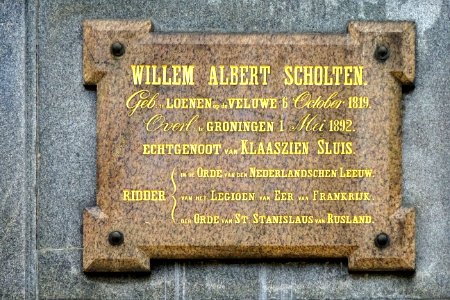 WILLEM ALBERT SCHOLTEN.
Geb. te LOENEN op de VELUWE 6 October 1819.
Overl. te GRONINGEN 1 Mei 1892.
ECHTGENOOT VAN KLAASZIEN SLUIS.
IN DE ORDE VAN DEN NEDERLANDSCHEN LEEUW.
RIDDER VAN HET LEGIOEN VAN EER VAN FRANKRIJK.
DER ORDE VAN ST. STANISLAUS VAN RUSLAND.